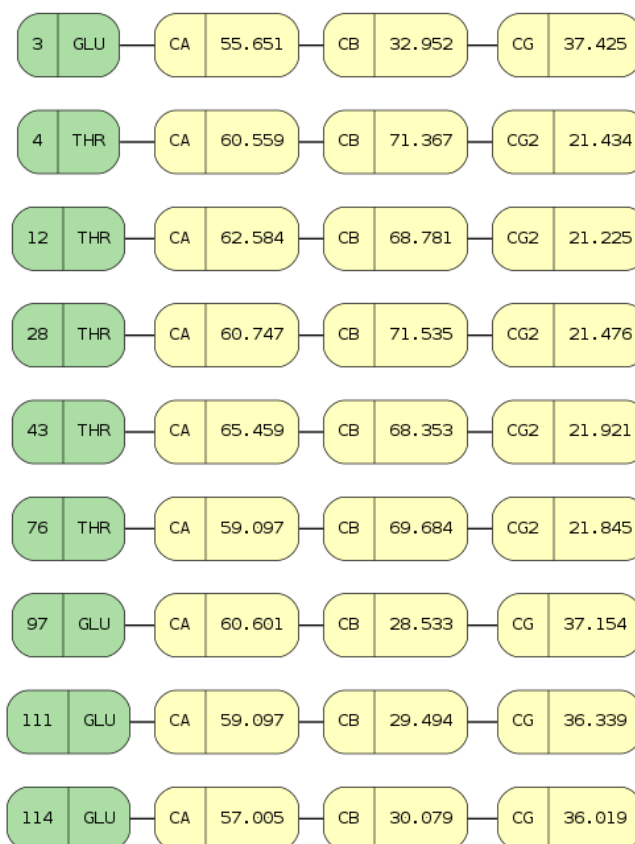 3 GLU CA 55.651 CB 32.952 CG 37.425
4 THR CA 60.559 CB 71.367 CG2 21.434
12 THR CA 62.584 CB 68.781 CG2 21.225
28 THR CA 60.747 CB 71.535 CG2 21.476
43 THR CA 65.459 CB 68.353 CG2 21.921
76 THR CA 59.097 CB 69.684 CG2 21.845
97 GLU CA 60.601 CB 28.533 CG 37.154
111 GLU CA 59.097 CB 29.494 CG 36.339
114 GLU CA 57.005 CB 30.079 CG 36.019